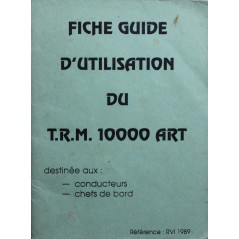 FICHE GUIDE
D'UTILISATION
DU
T.R.M. 10000 ART
destinée aux :
— conducteurs
— chefs de bord
Référence : RVI 1989